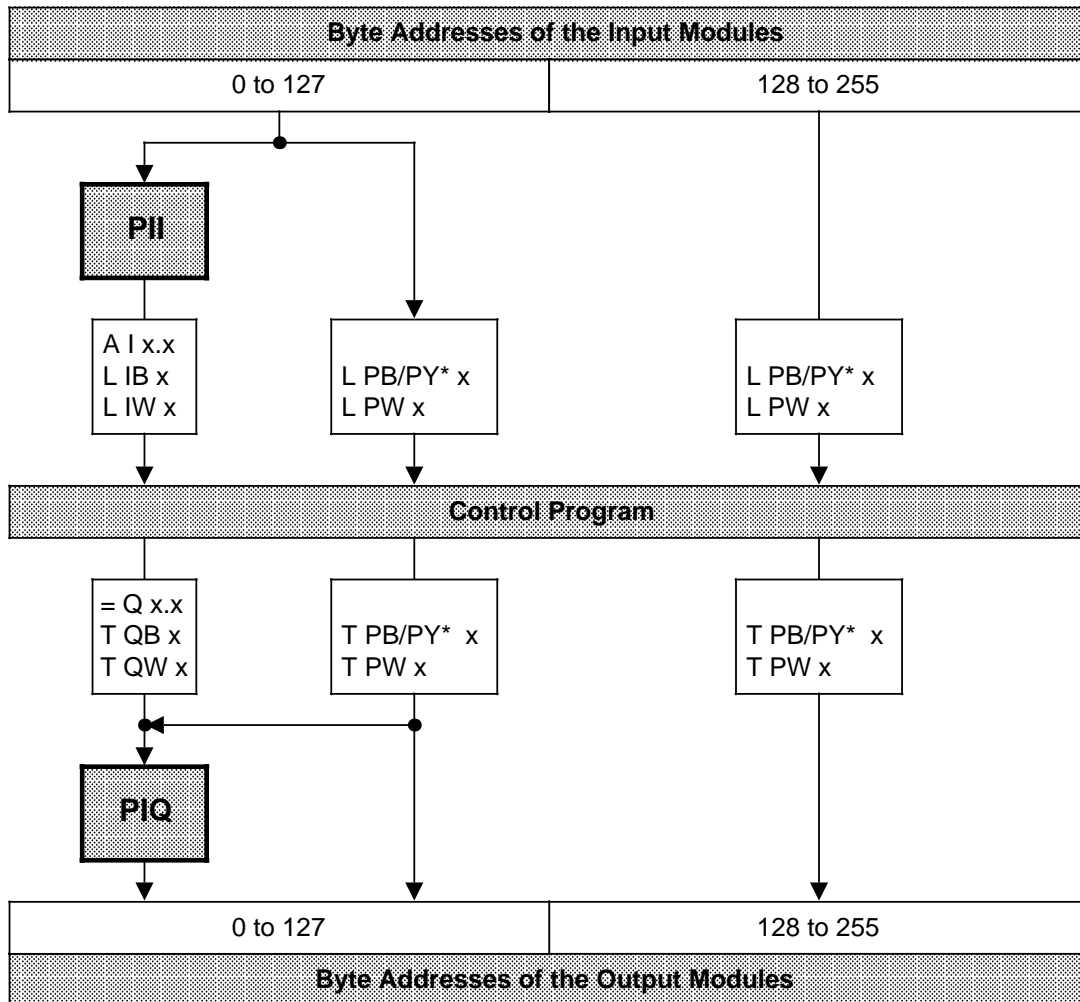 Byte Addresses of the Input Modules
0 to 127
128 to 255
PII
A I x.x
L IB x
L IW x
L PB/PY* x
L PW x
L PB/PY* x
L PW x
Control Program
= Q x.x
T QB x
T QW x
T PB/PY* x
T PW x
T PB/PY* x
T PW x
PIQ
0 to 127
128 to 255
Byte Addresses of the Output Modules